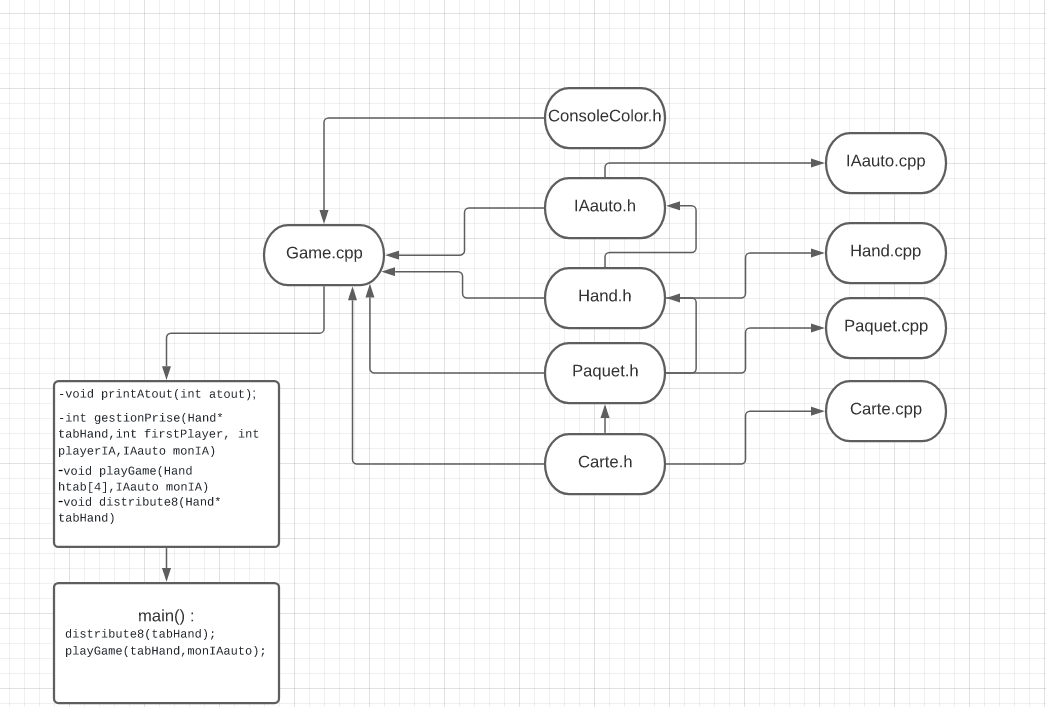 ConsoleColor.h
IAauto.cpp
IAauto.h
Game.cpp
Hand.cpp
Hand.h
Paquet.cpp
Paquet.h
Carte.cpp
Carte.h
-void printAtout(int atout);
-int gestionPrise(Hand*
tabHand,int firstPlayer, int
playerIA,IAauto monIA)
-void playGame(Hand
htab[4],IAauto monIA)
-void distribute8(Hand*
tabHand)
main() :
distribute8(tabHand);
playGame(tabHand,monIAauto);